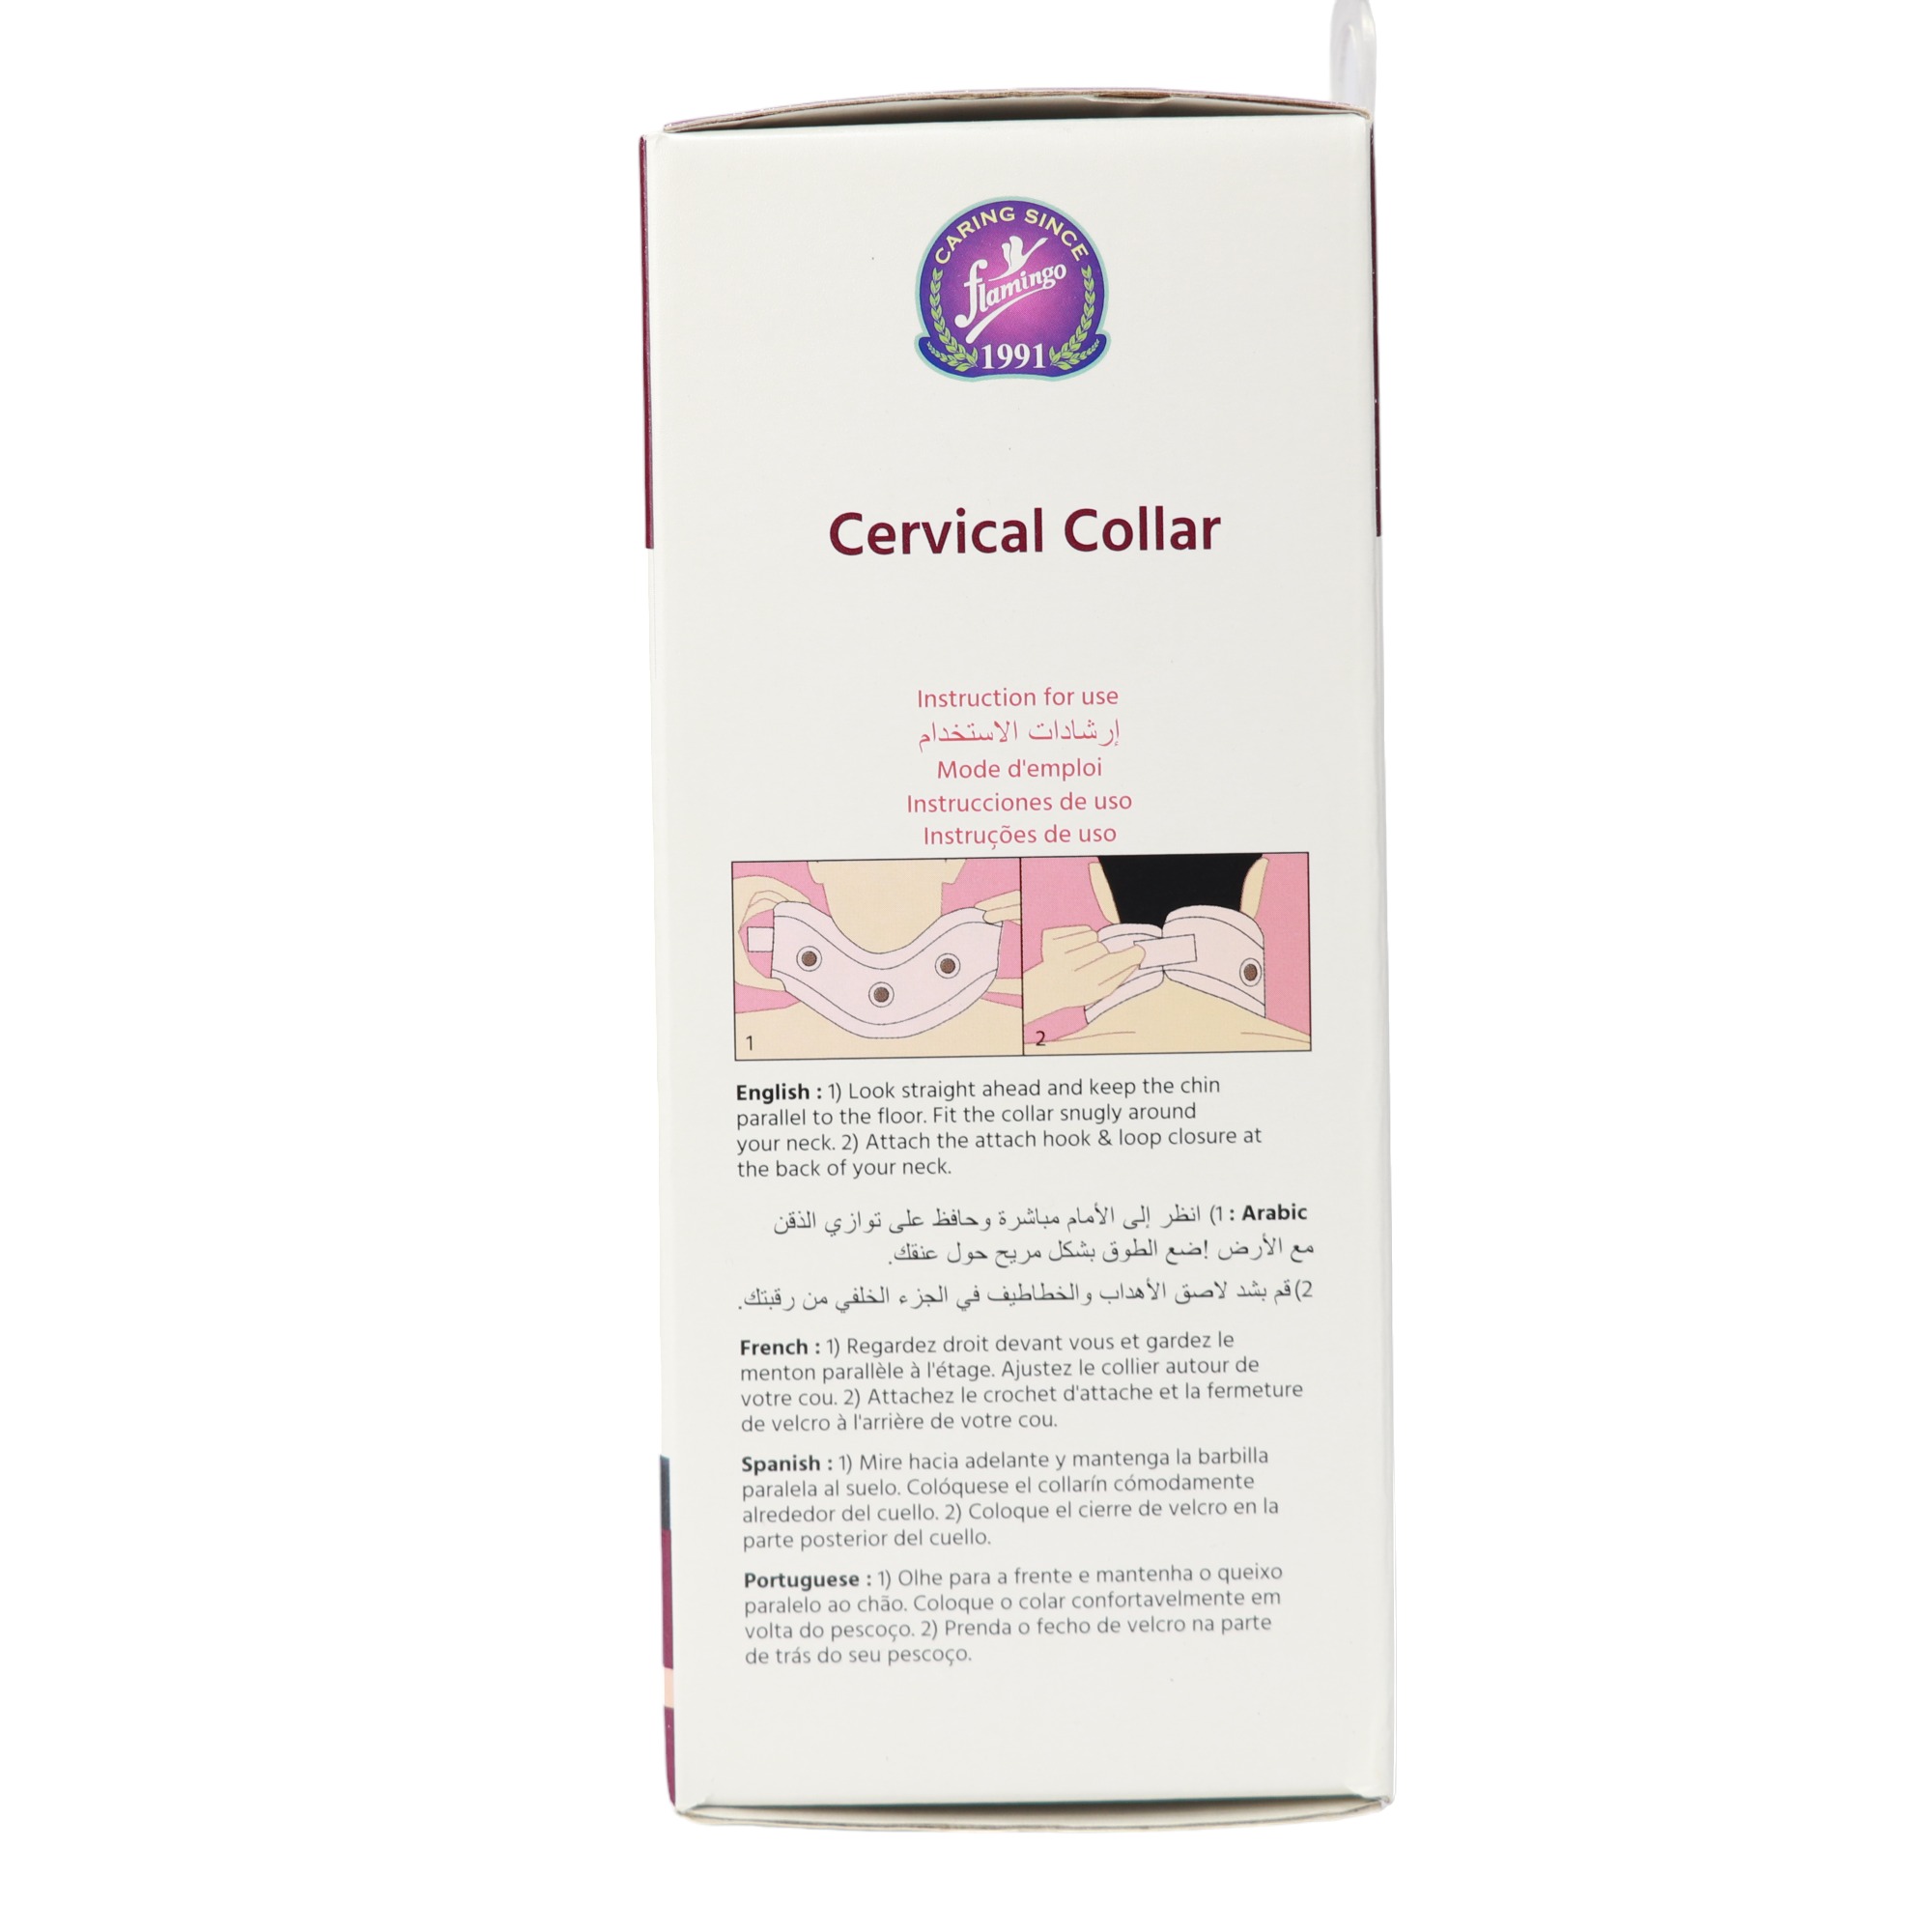 CARING SINCE
flamingo
1991
Cervical Collar
Instruction for use
إرشادات الاستخدام
Mode d'emploi
Instrucciones de uso
Instruções de uso
1
2
English : 1) Look straight ahead and keep the chin
parallel to the floor. Fit the collar snugly around
your neck. 2) Attach the attach hook & loop closure at
the back of your neck.
Arabic : 1) انظر إلى الأمام مباشرة وحافظ على توازي الذقن
مع الأرض !ضع الطوق بشكل مريح حول عنقك.
2) قم بشد لاصق الأهداب والخطاطيف في الجزء الخلفي من رقبتك.
French : 1) Regardez droit devant vous et gardez le
menton parallèle à l'étage. Ajustez le collier autour de
votre cou. 2) Attachez le crochet d'attache et la fermeture
de velcro à l'arrière de votre cou.
Spanish : 1) Mire hacia adelante y mantenga la barbilla
paralela al suelo. Colóquese el collarín cómodamente
alrededor del cuello. 2) Coloque el cierre de velcro en la
parte posterior del cuello.
Portuguese : 1) Olhe para a frente e mantenha o queixo
paralelo ao chão. Coloque o colar confortavelmente em
volta do pescoço. 2) Prenda o fecho de velcro na parte
de trás do seu pescoço.